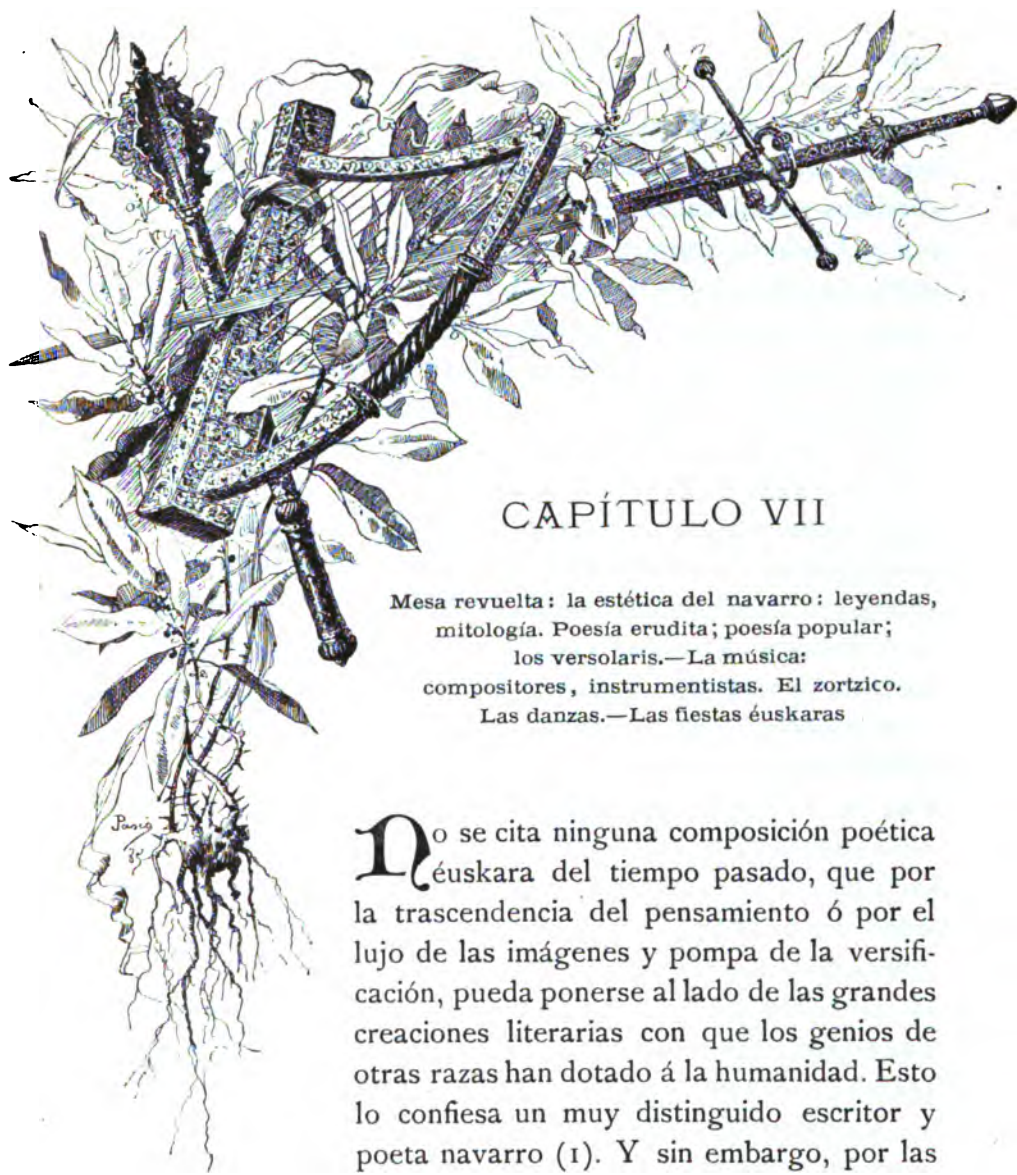 CAPÍTULO VII
Mesa revuelta: la estética del navarro: leyendas,
mitología. Poesía erudita; poesía popular;
los versolaris.—La música:
compositores, instrumentistas. El zortzico.
Las danzas.—Las fiestas éuskaras
No se cita ninguna composición poética
éuskara del tiempo pasado, que por
la trascendencia del pensamiento ó por el
lujo de las imágenes y pompa de la versifi-
cación, pueda ponerse al lado de las grandes
creaciones literarias con que los genios de
otras razas han dotado á la humanidad. Esto
lo confiesa un muy distinguido escritor y
poeta navarro (1). Y sin embargo, por las